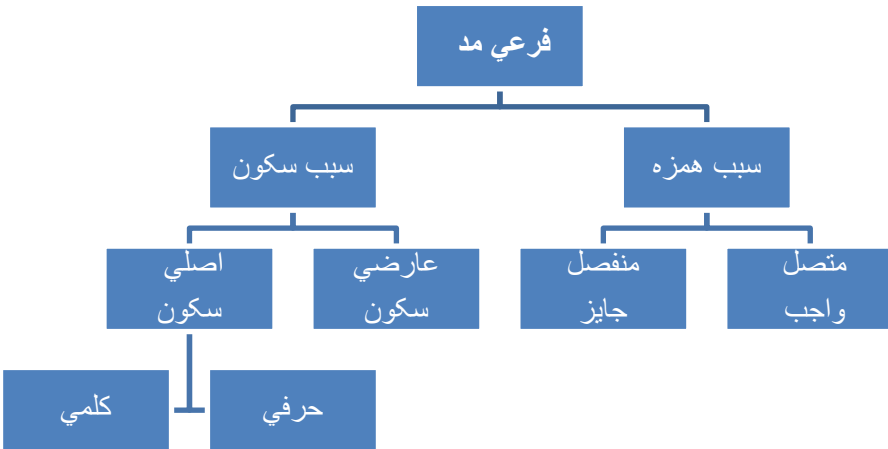 فرعي مد
سبب همزه
سبب سكون
متصل
واجب
منفصل
جايز
عارضي
سكون
اصلي
سكون
حرفي
كلمي